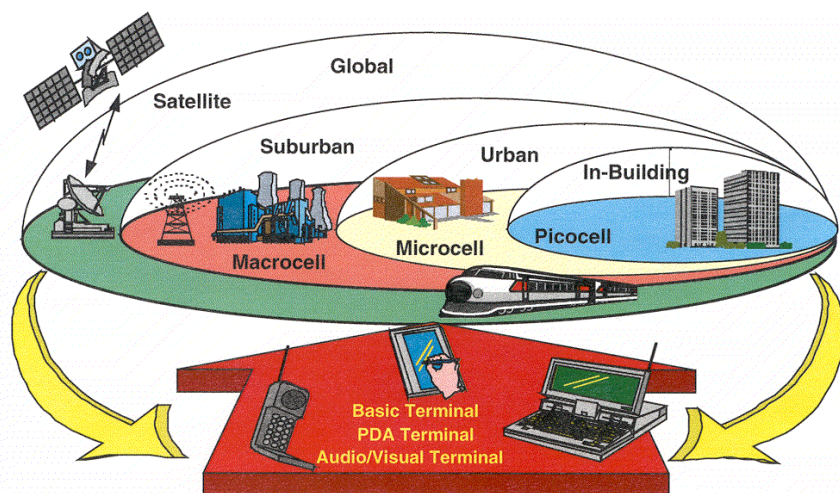 Global
Satellite
Suburban
Urban
In-Building
Picocell
Microcell
Macrocell
Basic Terminal
PDA Terminal
Audio/Visual Terminal